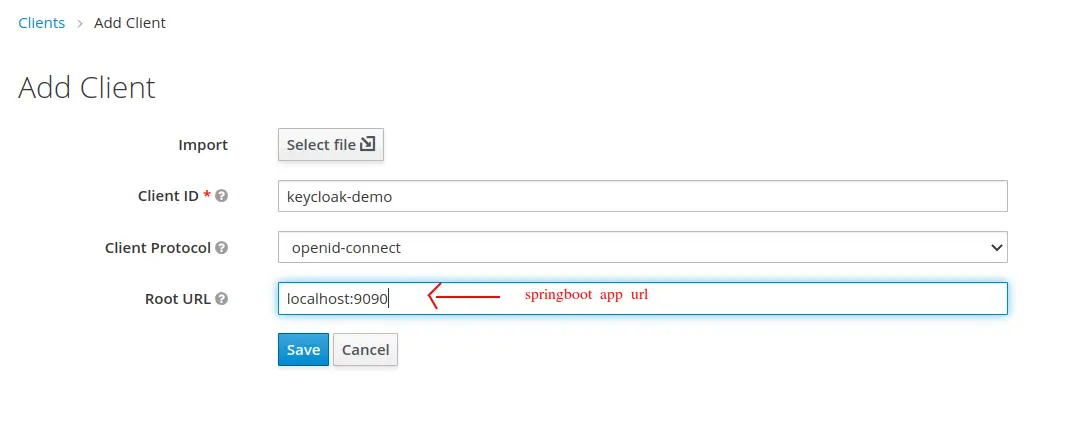 Clients > Add Client
Add Client
Import Select file
Client ID * keycloak-demo
Client Protocol openid-connect
Root URL localhost:9090 springboot app url
Save Cancel